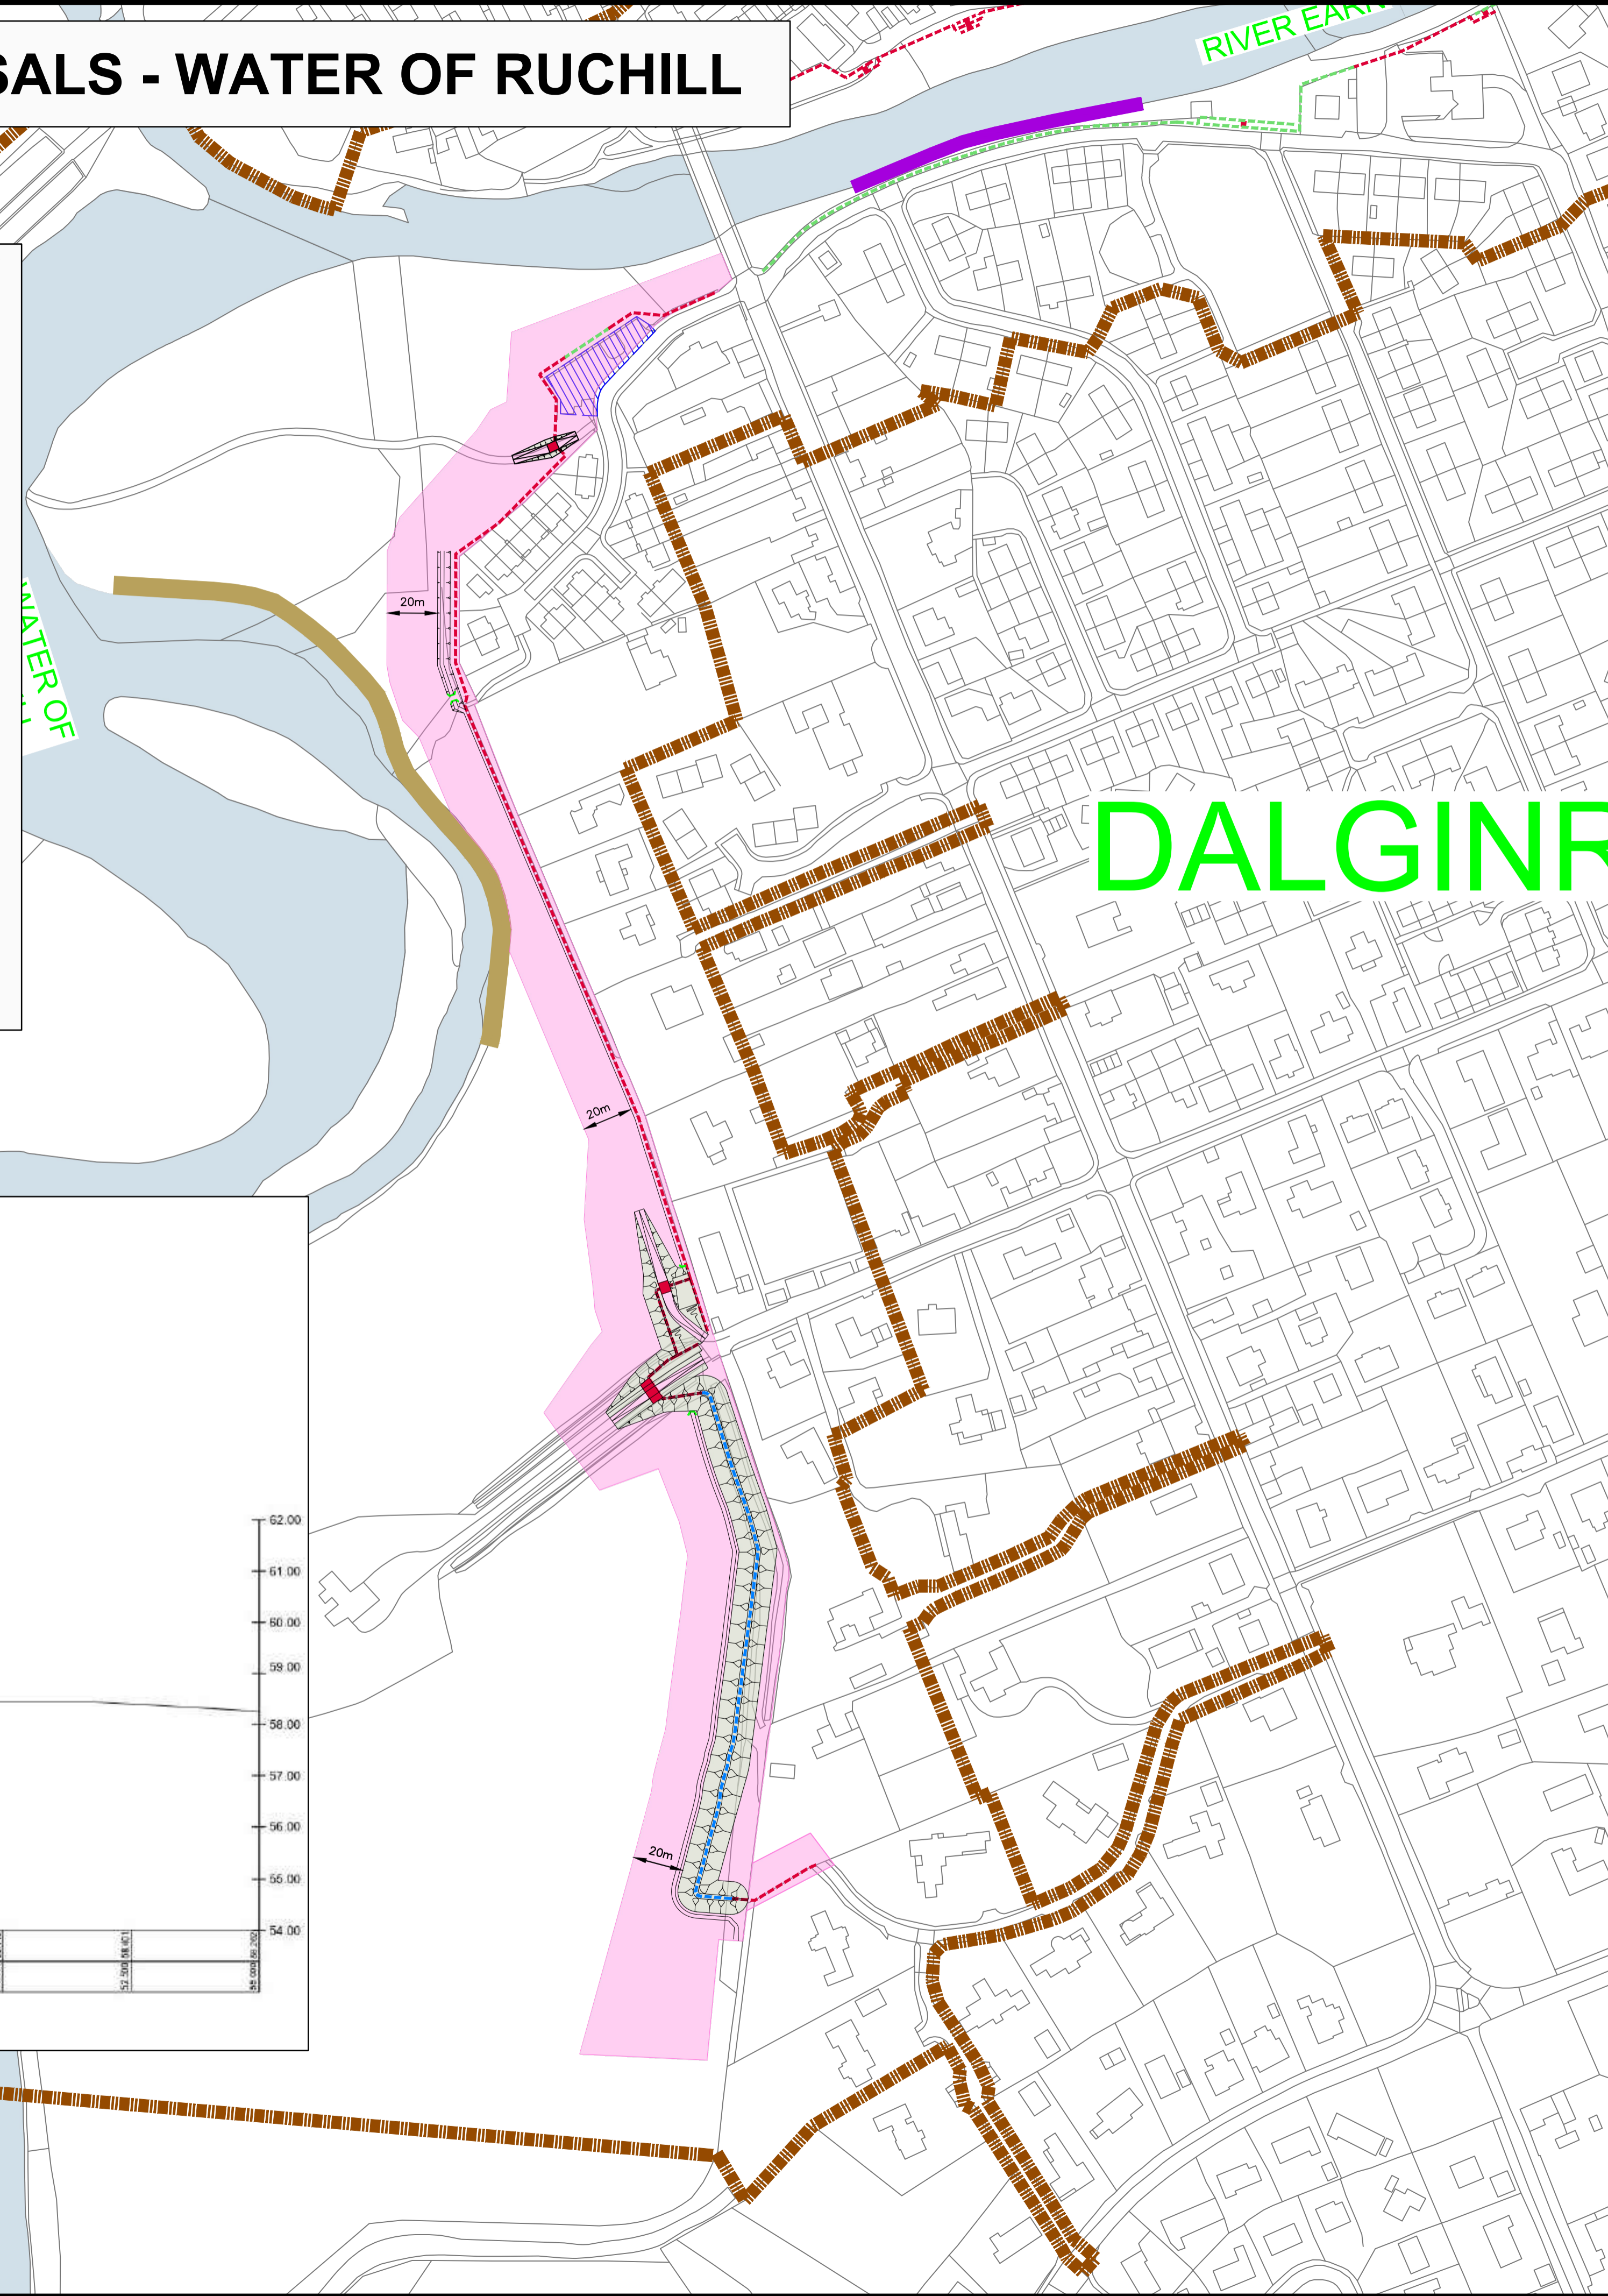 SALS - WATER OF RUCHILL
RIVER EARN
WATER OF
20m
DALGINR
20m
62.00
61.00
60.00
59.00
58.00
57.00
56.00
55.00
54.00
20m